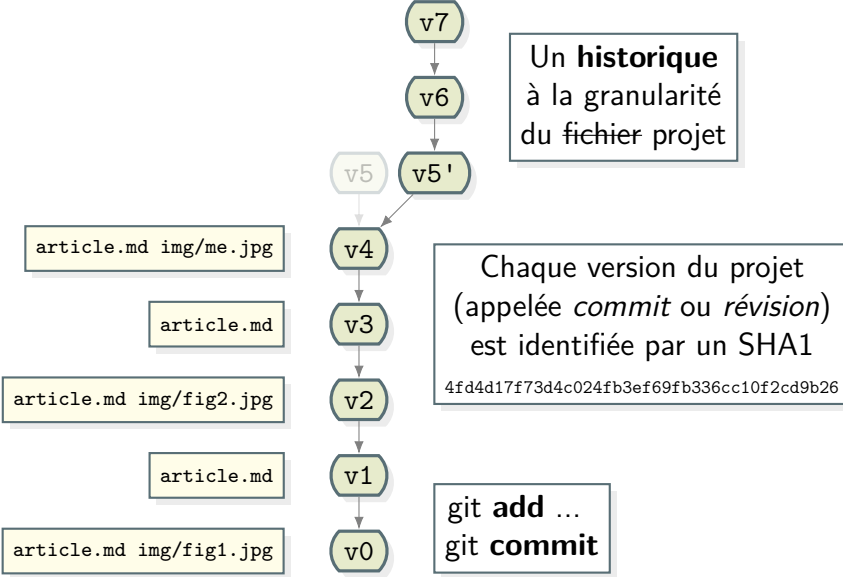 v7
Un historique
à la granularité
du fichier projet
v6
v5
v5'
article.md img/me.jpg
v4
Chaque version du projet
(appelée commit ou révision)
est identifiée par un SHA1
4fd4d17f73d4c024fb3ef69fb336cc10f2cd9b26
article.md
v3
article.md img/fig2.jpg
v2
article.md
v1
git add ...
git commit
article.md img/fig1.jpg
v0